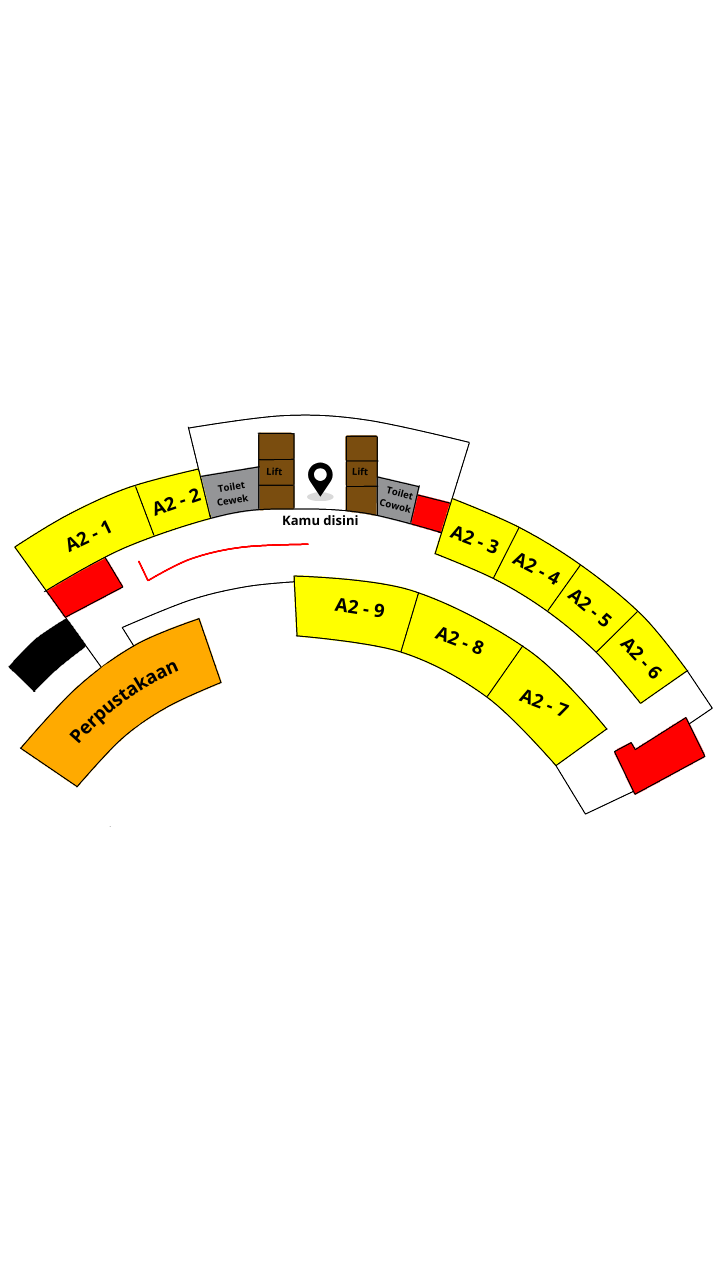 Lift
Lift
Toilet
Cewek
Toilet
Cowok
Kamu disini
A2 - 1
A2 - 2
A2 - 3
A2 - 4
A2 - 5
A2 - 6
A2 - 9
A2 - 8
A2 - 7
Perpustakaan